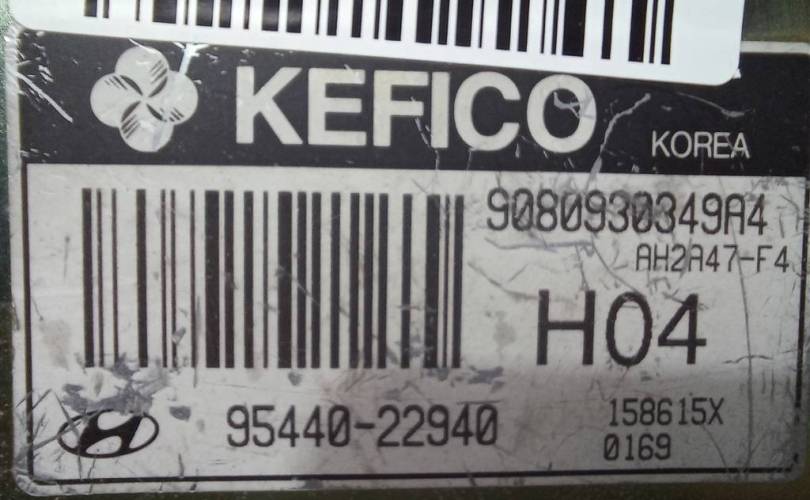 KEFICO
KOREA
9080930349A4
AH2A47-F4
H04
95440-22940
158615X
0169